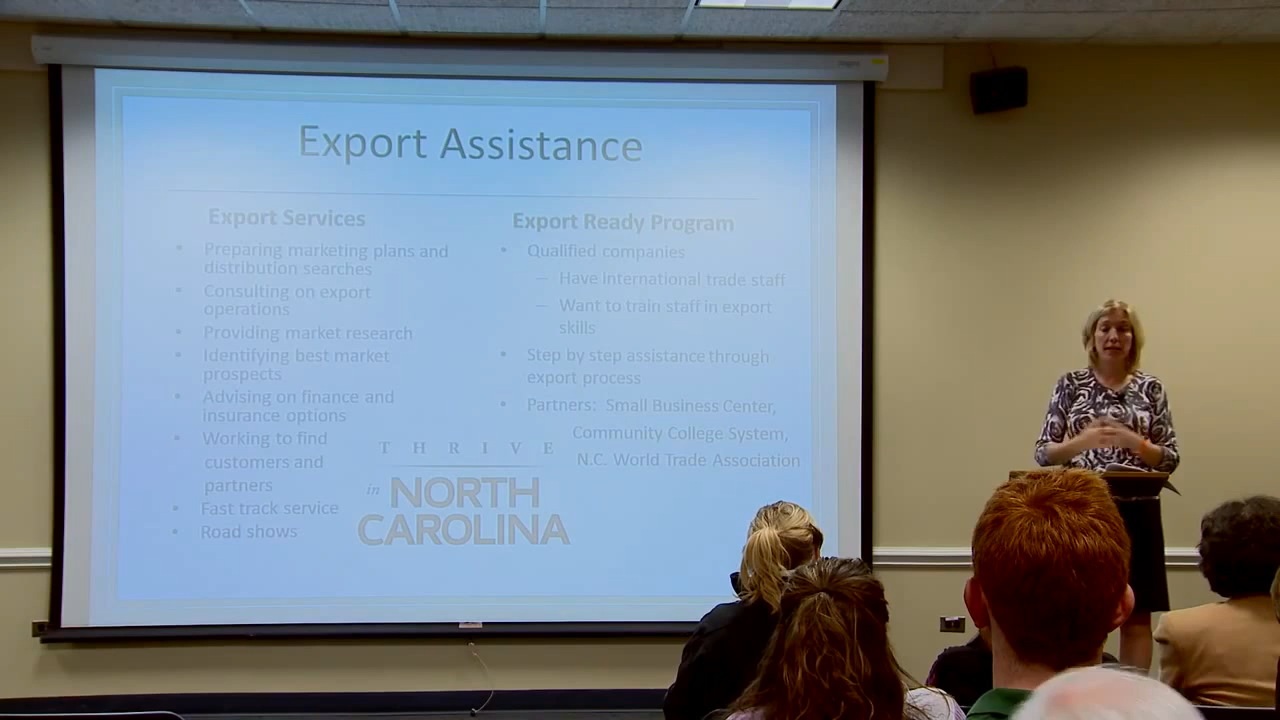 Export Assistance
Export Services
Preparing marketing plans and
distribution searches
Consulting on export
operations
Providing market research
Identifying best market
prospects
Advising on finance and
insurance options
Working to find
customers and
partners
Fast track service
Road shows
Export Ready Program
Qualified companies
– Have international trade staff
– Want to train staff in export
skills
Step by step assistance through
export process
Partners: Small Business Center,
Community College System,
N.C. World Trade Association
THRIVE
in NORTH
CAROLINA